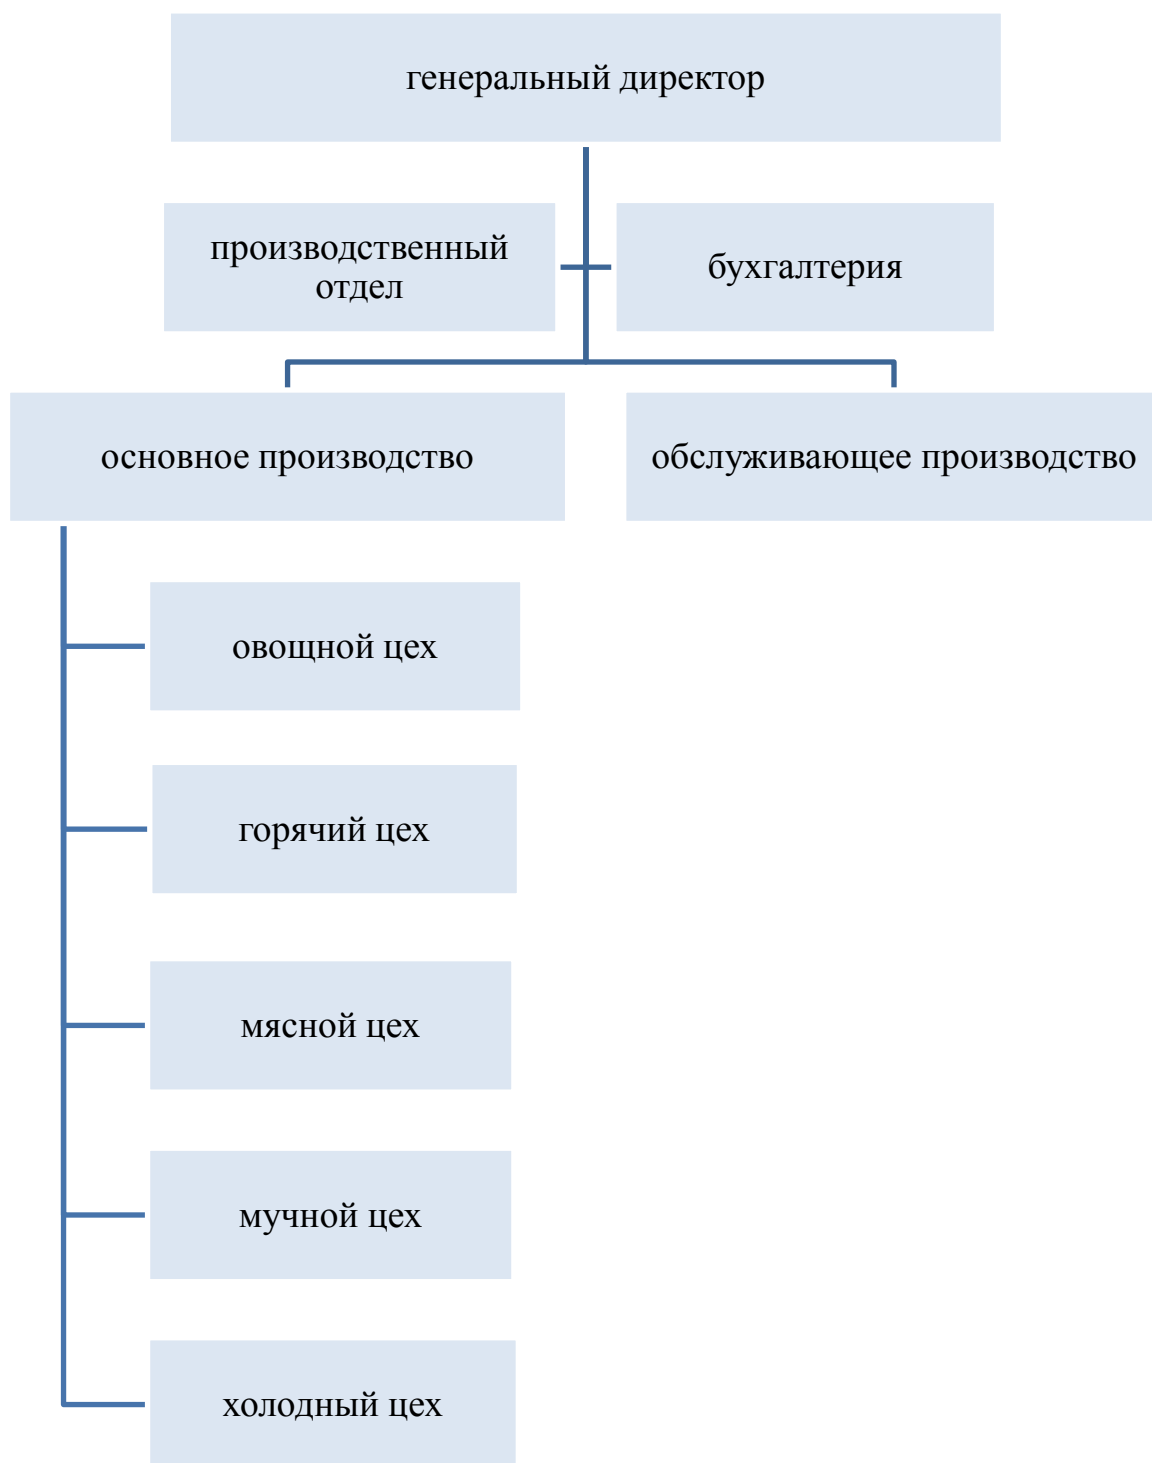 генеральный директор
производственный
отдел
бухгалтерия
основное производство
обслуживающее производство
овощной цех
горячий цех
мясной цех
мучной цех
холодный цех